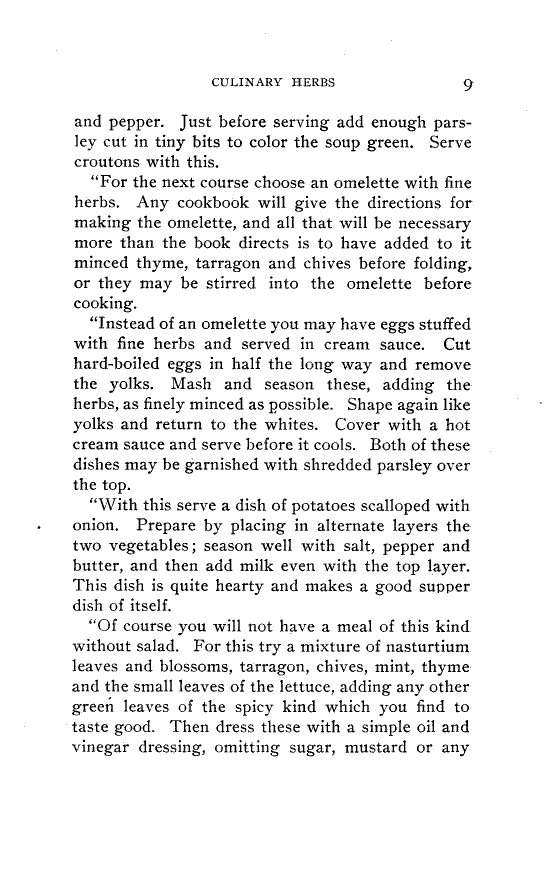 CULINARY HERBS 9
and pepper. Just before serving add enough pars-
ley cut in tiny bits to color the soup green. Serve
croutons with this.
“For the next course choose an omelette with fine
herbs. Any cookbook will give the directions for
making the omelette, and all that will be necessary
more than the book directs is to have added to it
minced thyme, tarragon and chives before folding,
or they may be stirred into the omelette before
cooking.
“Instead of an omelette you may have eggs stuffed
with fine herbs and served in cream sauce. Cut
hard-boiled eggs in half the long way and remove
the yolks. Mash and season these, adding the
herbs, as finely minced as possible. Shape again like
yolks and return to the whites. Cover with a hot
cream sauce and serve before it cools. Both of these
dishes may be garnished with shredded parsley over
the top.
“With this serve a dish of potatoes scalloped with
onion. Prepare by placing in alternate layers the
two vegetables; season well with salt, pepper and
butter, and then add milk even with the top layer.
This dish is quite hearty and makes a good supper
dish of itself.
“Of course you will not have a meal of this kind
without salad. For this try a mixture of nasturtium
leaves and blossoms, tarragon, chives, mint, thyme
and the small leaves of the lettuce, adding any other
green leaves of the spicy kind which you find to
taste good. Then dress these with a simple oil and
vinegar dressing, omitting sugar, mustard or any